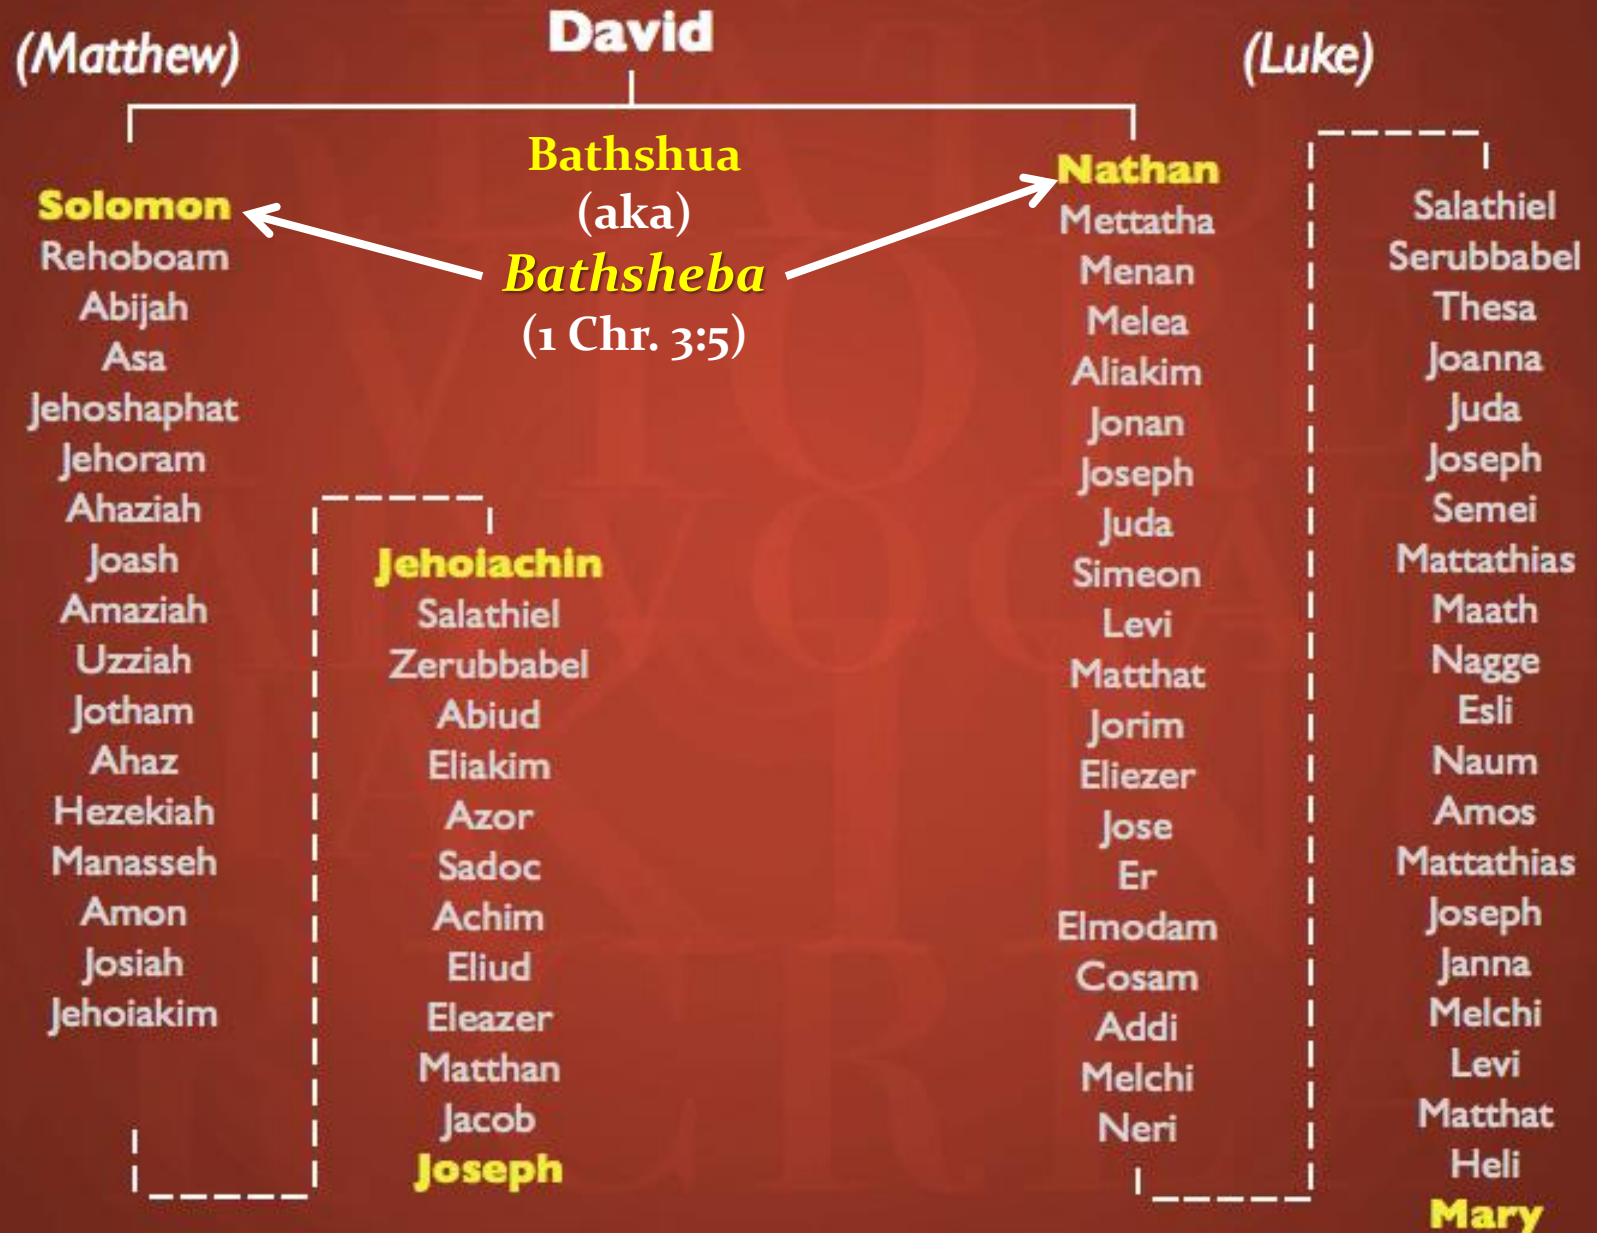 (Matthew)
David
(Luke)
Bathshua
(aka)
Bathsheba
(1 Chr. 3:5)
Solomon
Rehoboam
Abijah
Asa
Jehoshaphat
Jehoram
Ahaziah
Joash
Amaziah
Uzziah
Jotham
Ahaz
Hezekiah
Manasseh
Amon
Josiah
Jehoiakim
Jehoiachin
Salathiel
Zerubbabel
Abiud
Eliakim
Azor
Sadoc
Achim
Eliud
Eleazer
Matthan
Jacob
Joseph
Nathan
Mettatha
Menan
Melea
Aliakim
Jonan
Joseph
Juda
Simeon
Levi
Matthat
Jorim
Eliezer
Jose
Er
Elmodam
Cosam
Addi
Melchi
Neri
Salathiel
Serubbabel
Thesa
Joanna
Juda
Joseph
Semei
Mattathias
Maath
Nagge
Esli
Naum
Amos
Mattathias
Joseph
Janna
Melchi
Levi
Matthat
Heli
Mary